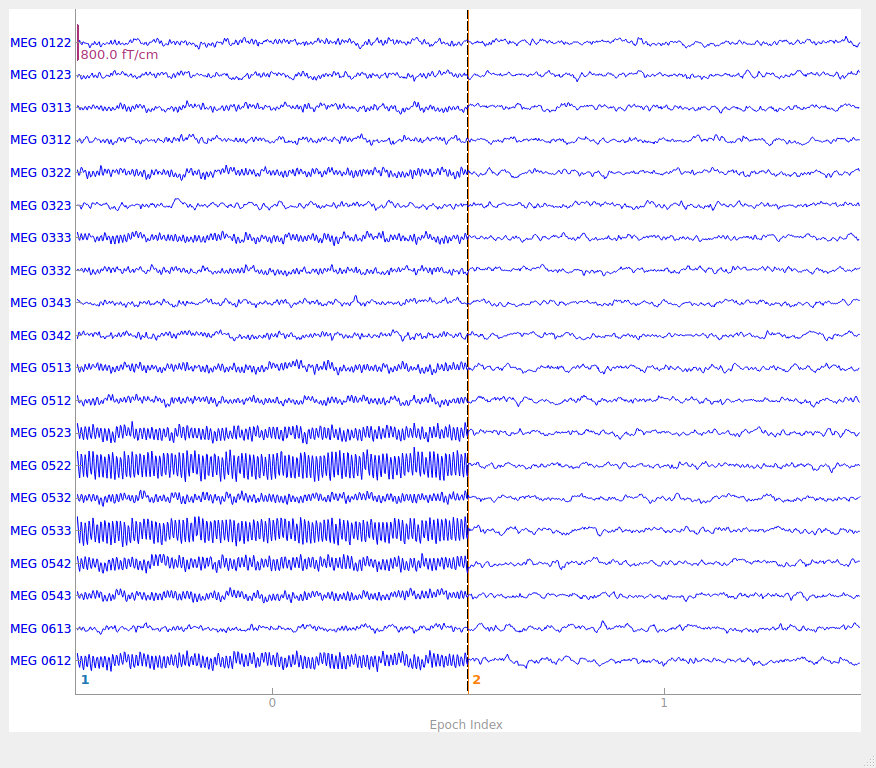 MEG 0122
800.0 fT/cm
MEG 0123
MEG 0313
MEG 0312
MEG 0322
MEG 0323
MEG 0333
MEG 0332
MEG 0343
MEG 0342
MEG 0513
MEG 0512
MEG 0523
MEG 0522
MEG 0532
MEG 0533
MEG 0542
MEG 0543
MEG 0613
MEG 0612
1 2
0 1
Epoch Index